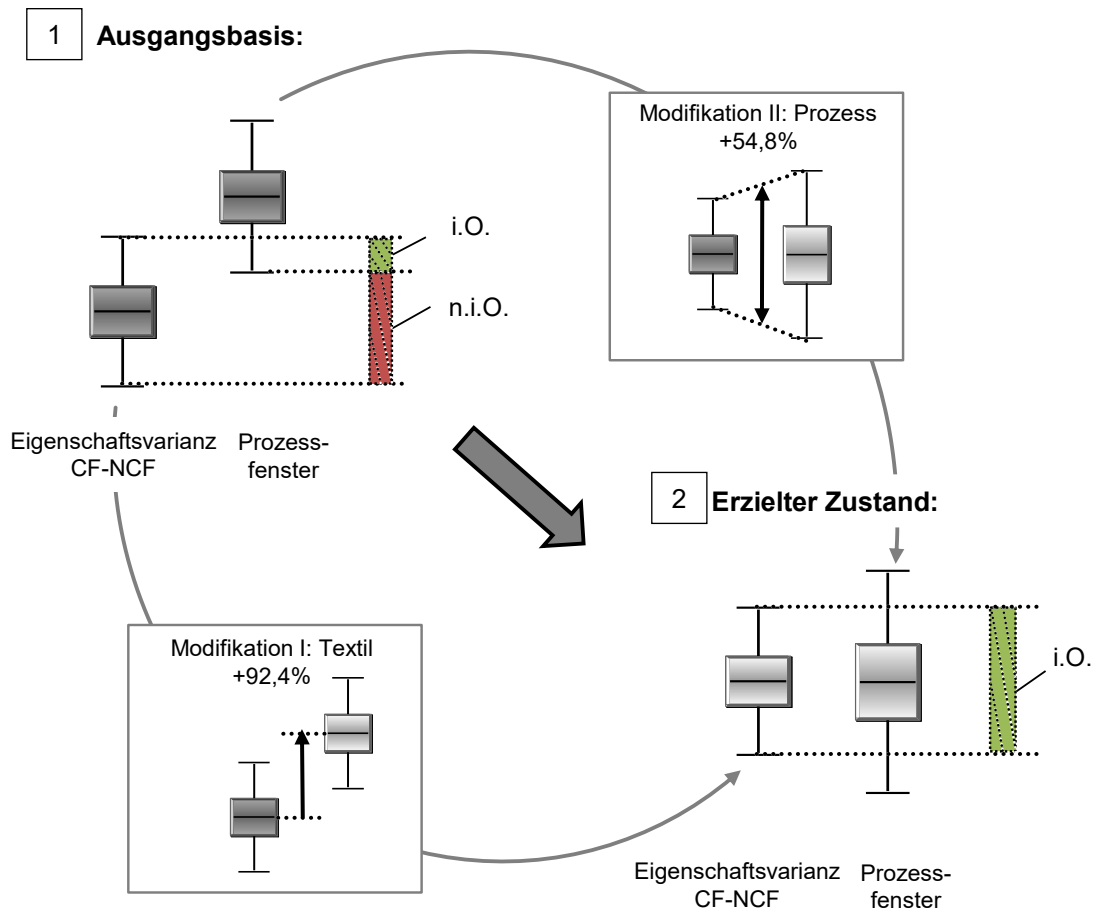 1 Ausgangsbasis:
Modifikation II: Prozess
+54,8%
i.O.
n.i.O.
Eigenschaftsvarianz
CF-NCF
Prozess-
fenster
2 Erzielter Zustand:
Modifikation I: Textil
+92,4%
i.O.
Eigenschaftsvarianz
CF-NCF
Prozess-
fenster